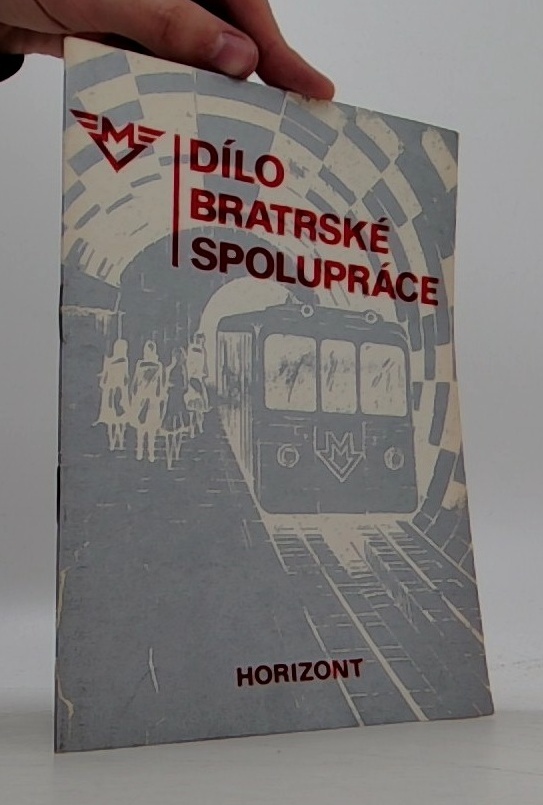 M
DÍLO
BRATRSKÉ
SPOLUPRÁCE
M
HORIZONT